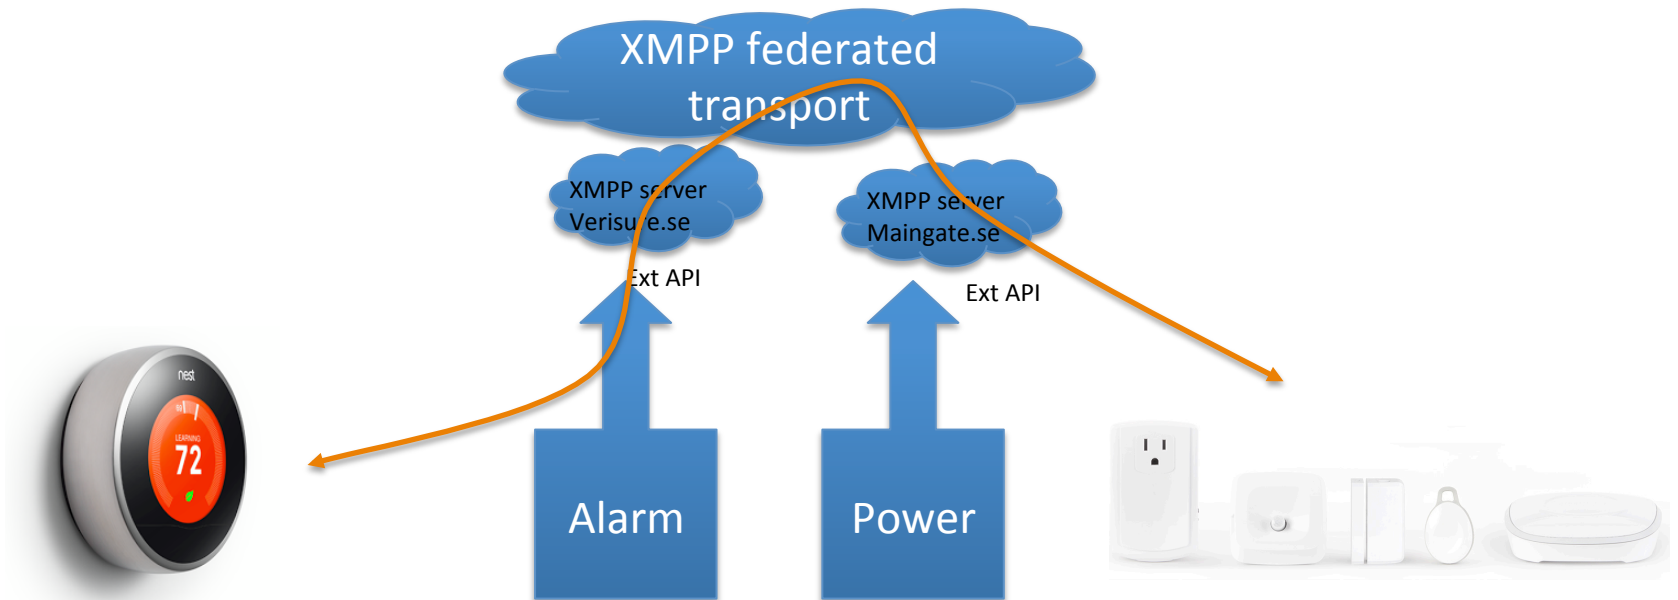 XMPP federated
transport
XMPP server
Verisure.se
XMPP server
Maingate.se
Ext API
Ext API
nest
LEARNING
72
Alarm
Power